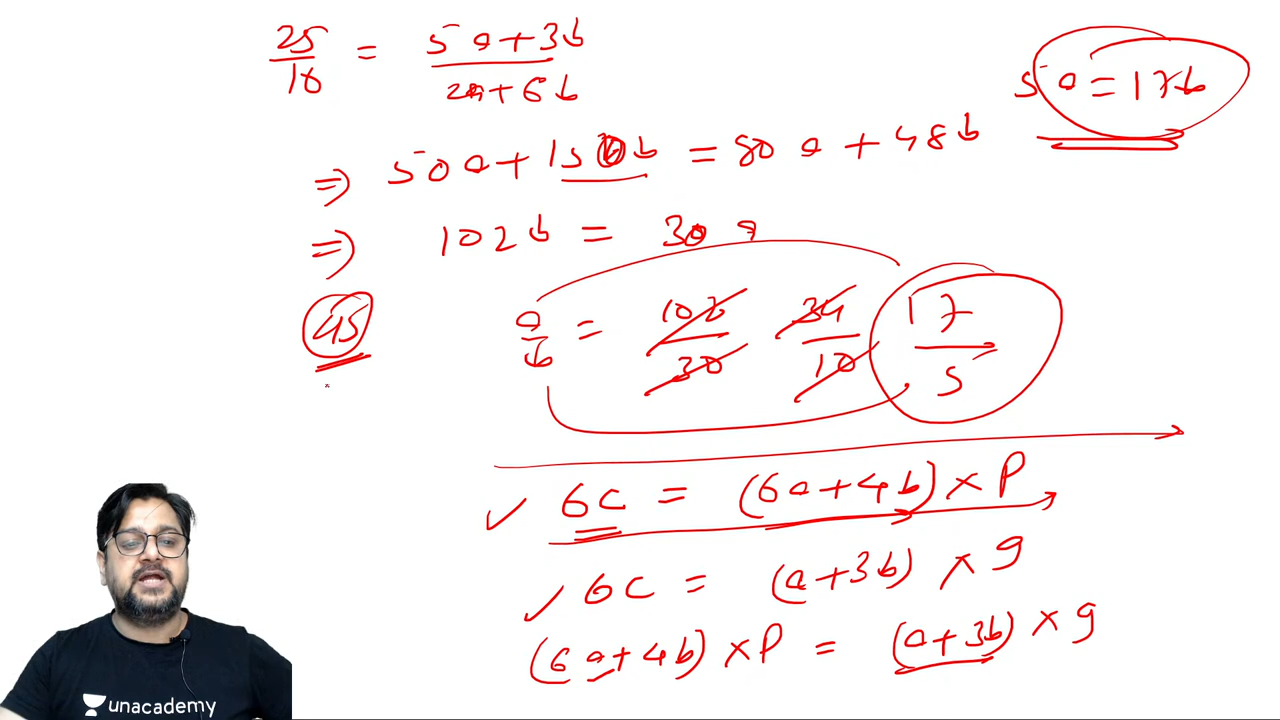 25/16 = 5a+3b/2a+6b
5a = 17b
⇒ 50a+150b = 80a+48b
⇒ 102b = 30a
45
a/b = 102/30 34/10 17/5
✓ 6c = (6a+4b)×P
✓ 6c = (a+3b)×9
(6a+4b)×P = (a+3b)×9
unacademy